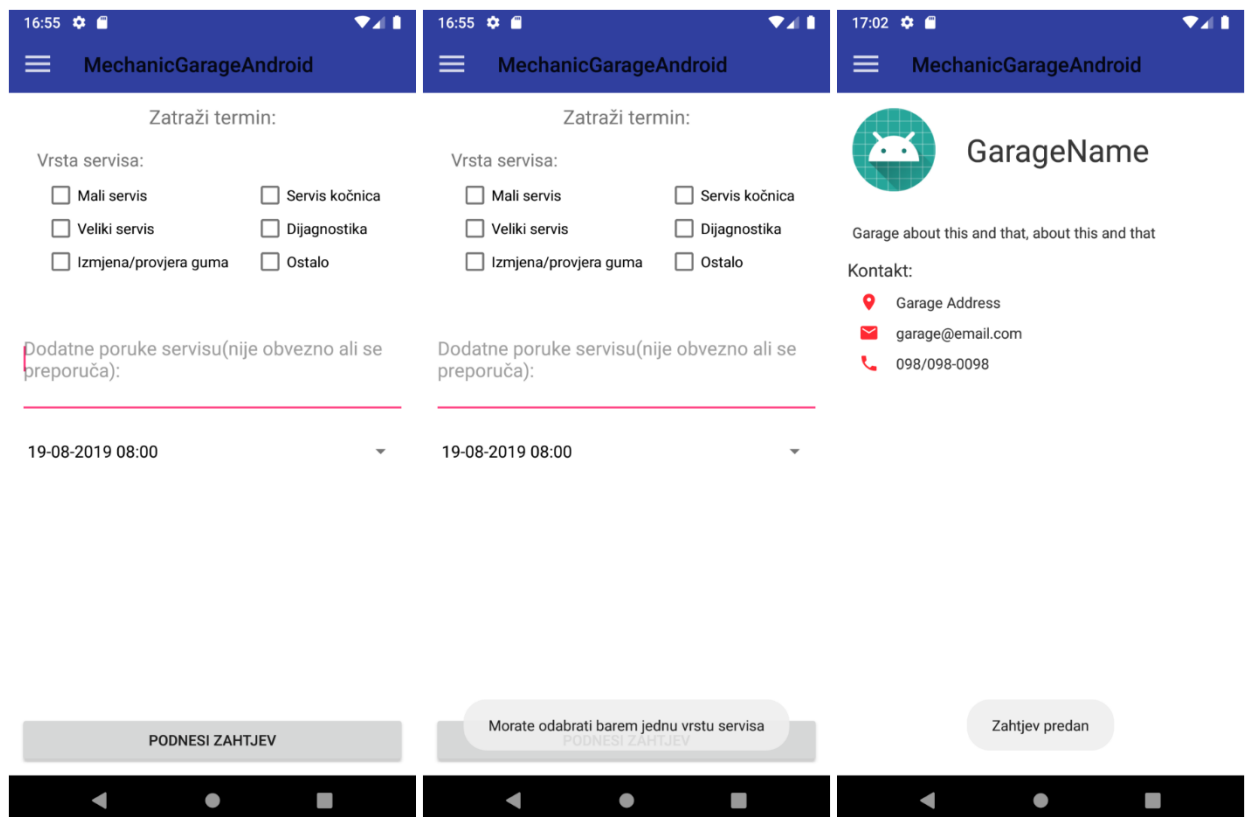 16:55
MechanicGarageAndroid
Zatraži termin:
Vrsta servisa:
Mali servis
Servis kočnica
Veliki servis
Dijagnostika
Izmjena/provjera guma
Ostalo
Dodatne poruke servisu(nije obvezno ali se
preporuča):
19-08-2019 08:00
PODNESI ZAHTJEV
16:55
MechanicGarageAndroid
Zatraži termin:
Vrsta servisa:
Mali servis
Servis kočnica
Veliki servis
Dijagnostika
Izmjena/provjera guma
Ostalo
Dodatne poruke servisu(nije obvezno ali se
preporuča):
19-08-2019 08:00
Morate odabrati barem jednu vrstu servisa
PODNESI ZAHTJEV
17:02
MechanicGarageAndroid
GarageName
Garage about this and that, about this and that
Kontakt:
Garage Address
garage@email.com
098/098-0098
Zahtjev predan